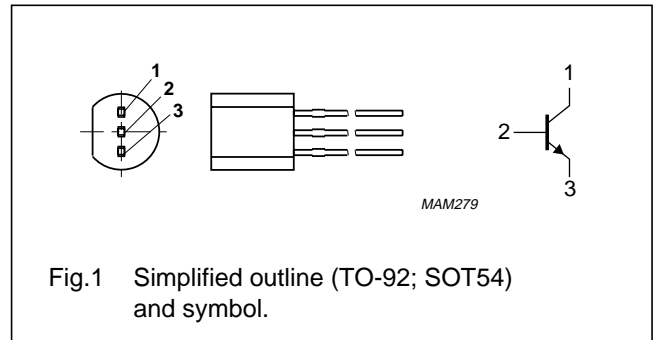 1
2
3
1
2
3
MAM279
Fig.1 Simplified outline (TO-92; SOT54)
and symbol.